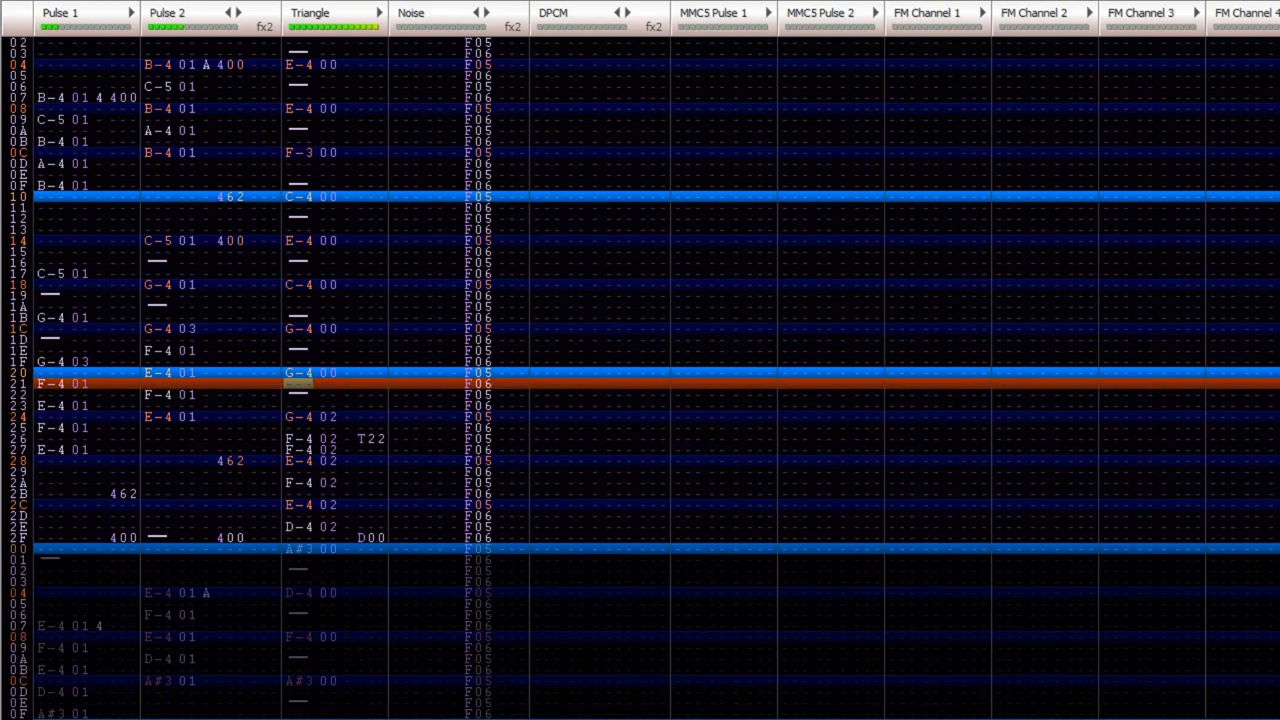 Pulse 1 Pulse 2 Triangle Noise DPCM MMC5 Pulse 1 MMC5 Pulse 2 FM Channel 1 FM Channel 2 FM Channel 3 FM Channel 4
fx2 fx2 fx2
02 F05
03 F06
04 B-4 01 A 400 E-4 00 F05
05 F06
06 C-5 01 F05
07 B-4 01 4 400 F06
08 B-4 01 E-4 00 F05
09 C-5 01 F06
0A A-4 01 F05
0B B-4 01 F06
0C B-4 01 F-3 00 F05
0D A-4 01 F06
0E F05
0F B-4 01 F06
10 462 C-4 00 F05
11 F06
12 F05
13 F06
14 C-5 01 400 E-4 00 F05
15 F06
16 F05
17 C-5 01 F06
18 G-4 01 C-4 00 F05
19 F06
1A F05
1B G-4 01 F06
1C G-4 03 G-4 00 F05
1D F06
1E F-4 01 F05
1F G-4 03 F06
20 E-4 01 G-4 00 F05
21 F-4 01 F06
22 F-4 01 F05
23 E-4 01 F06
24 E-4 01 G-4 02 F05
25 F-4 01 F06
26 F-4 02 T22 F05
27 E-4 01 F-4 02 F06
28 462 E-4 02 F05
29 F06
2A F-4 02 F05
2B 462 F06
2C E-4 02 F05
2D F06
2E D-4 02 F05
2F 400 400 D00 F06
00 A#3 00 F05
01 F06
02 F05
03 F06
04 E-4 01 A D-4 00 F05
05 F06
06 F-4 01 F05
07 E-4 01 4 F06
08 E-4 01 F-4 00 F05
09 F-4 01 F06
0A D-4 01 F05
0B E-4 01 F06
0C A#3 01 A#3 00 F05
0D D-4 01 F06
0E F05
0F A#3 01 F06